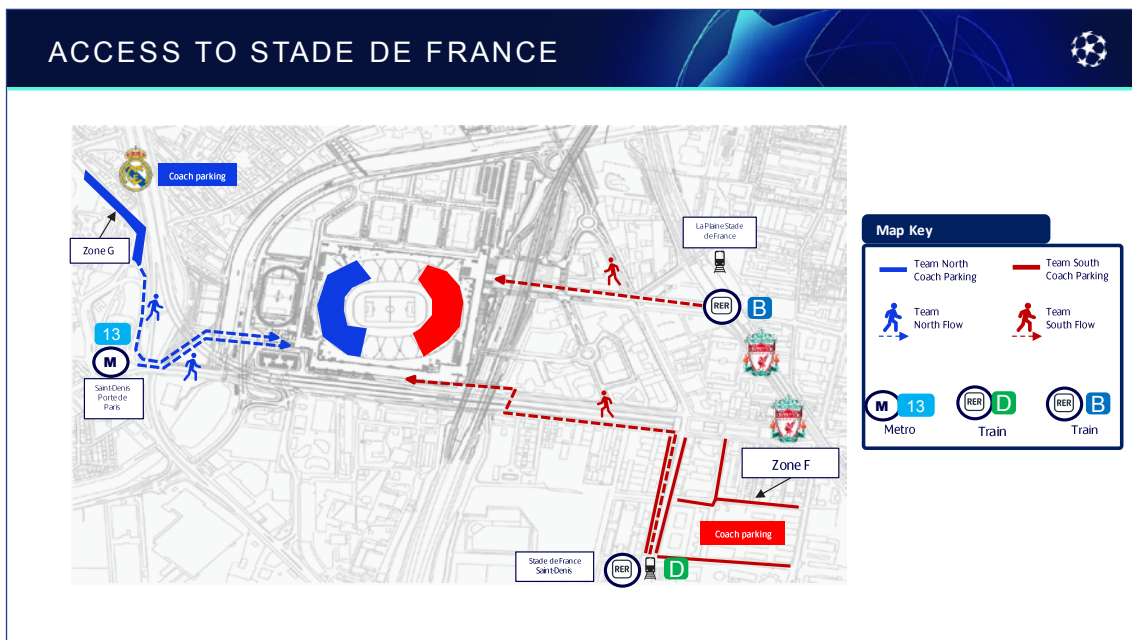 ACCESS TO STADE DE FRANCE
Coach parking
Zone G
La Plaine Stade
de France
RER
B
13
M
Saint-Denis
Porte de
Paris
Zone F
Coach parking
Stade de France
Saint-Denis
RER
D
Map Key
Team North
Coach Parking
Team South
Coach Parking
Team
North Flow
Team
South Flow
M 13
Metro
RER D
Train
RER B
Train